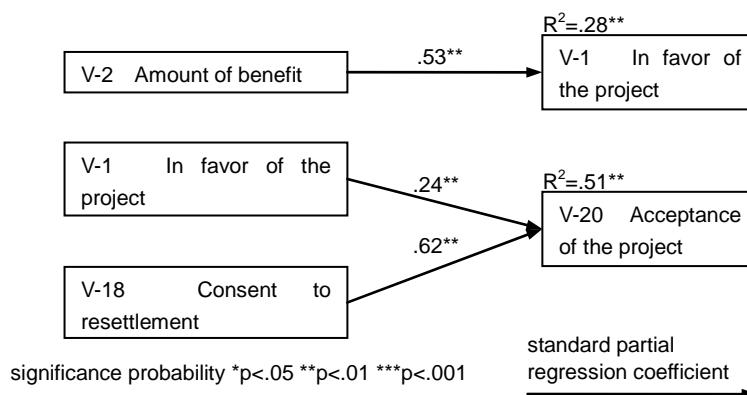 R²=.28**
V-2 Amount of benefit
.53**
V-1 In favor of
the project
V-1 In favor of the
project
.24**
R²=.51**
V-20 Acceptance
of the project
.62**
V-18 Consent to
resettlement
significance probability *p<.05 **p<.01 ***p<.001
standard partial
regression coefficient